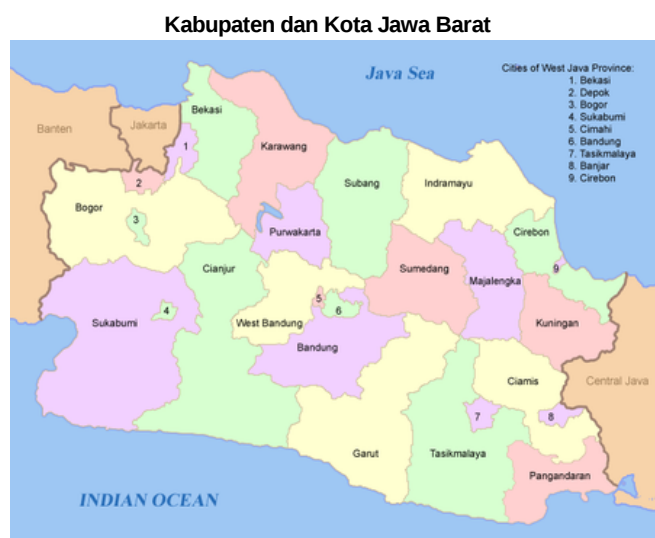 Kabupaten dan Kota Jawa Barat
Java Sea
Cities of West Java Province:
1. Bekasi
2. Depok
3. Bogor
4. Sukabumi
5. Cimahi
6. Bandung
7. Tasikmalaya
8. Banjar
9. Cirebon
Banten
Jakarta
Bekasi
1
Karawang
2
Subang
Indramayu
Bogor
3
Purwakarta
Cirebon
Cianjur
Sumedang
9
Majalengka
Sukabumi
4
5
6
West Bandung
Kuningan
Bandung
Ciamis
Central Java
7
8
Garut
Tasikmalaya
Pangandaran
INDIAN OCEAN